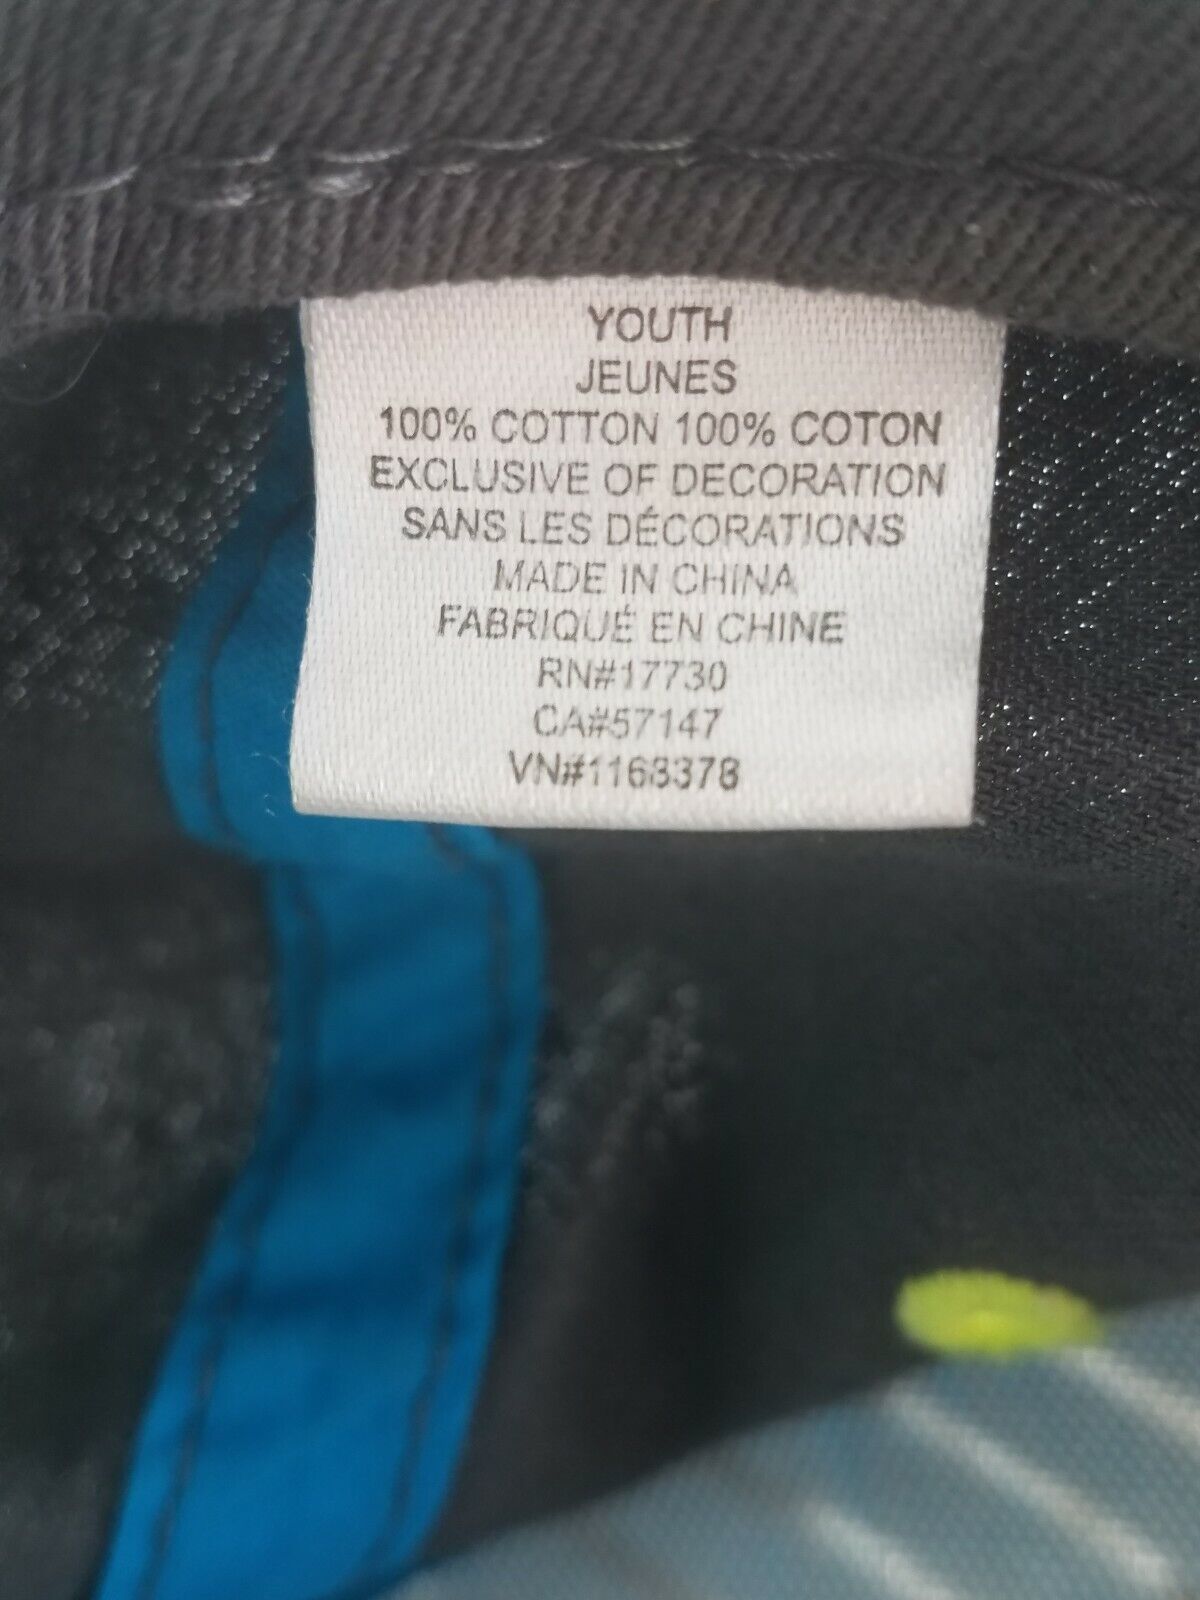 YOUTH
JEUNES
100% COTTON 100% COTON
EXCLUSIVE OF DECORATION
SANS LES DÉCORATIONS
MADE IN CHINA
FABRIQUÉ EN CHINE
RN#17730
CA#57147
VN#1163378